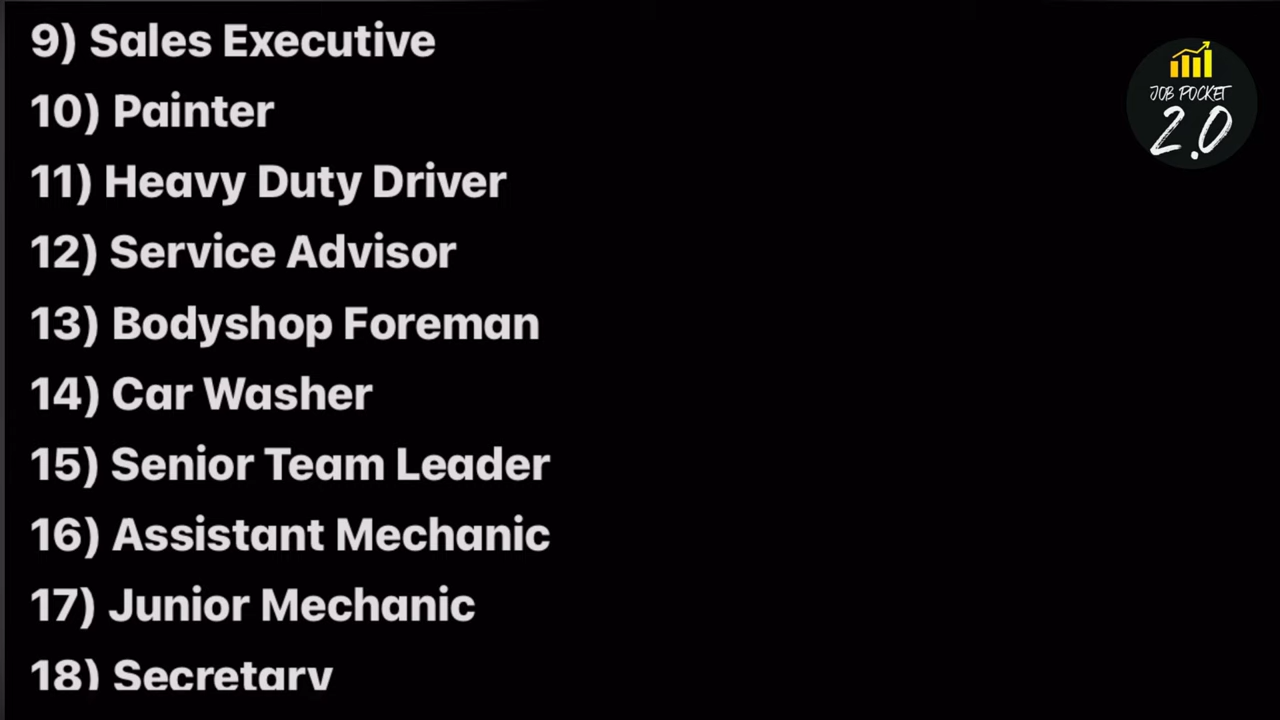 9) Sales Executive
10) Painter
11) Heavy Duty Driver
12) Service Advisor
13) Bodyshop Foreman
14) Car Washer
15) Senior Team Leader
16) Assistant Mechanic
17) Junior Mechanic
18) Secretary
JOB POCKET
2.0